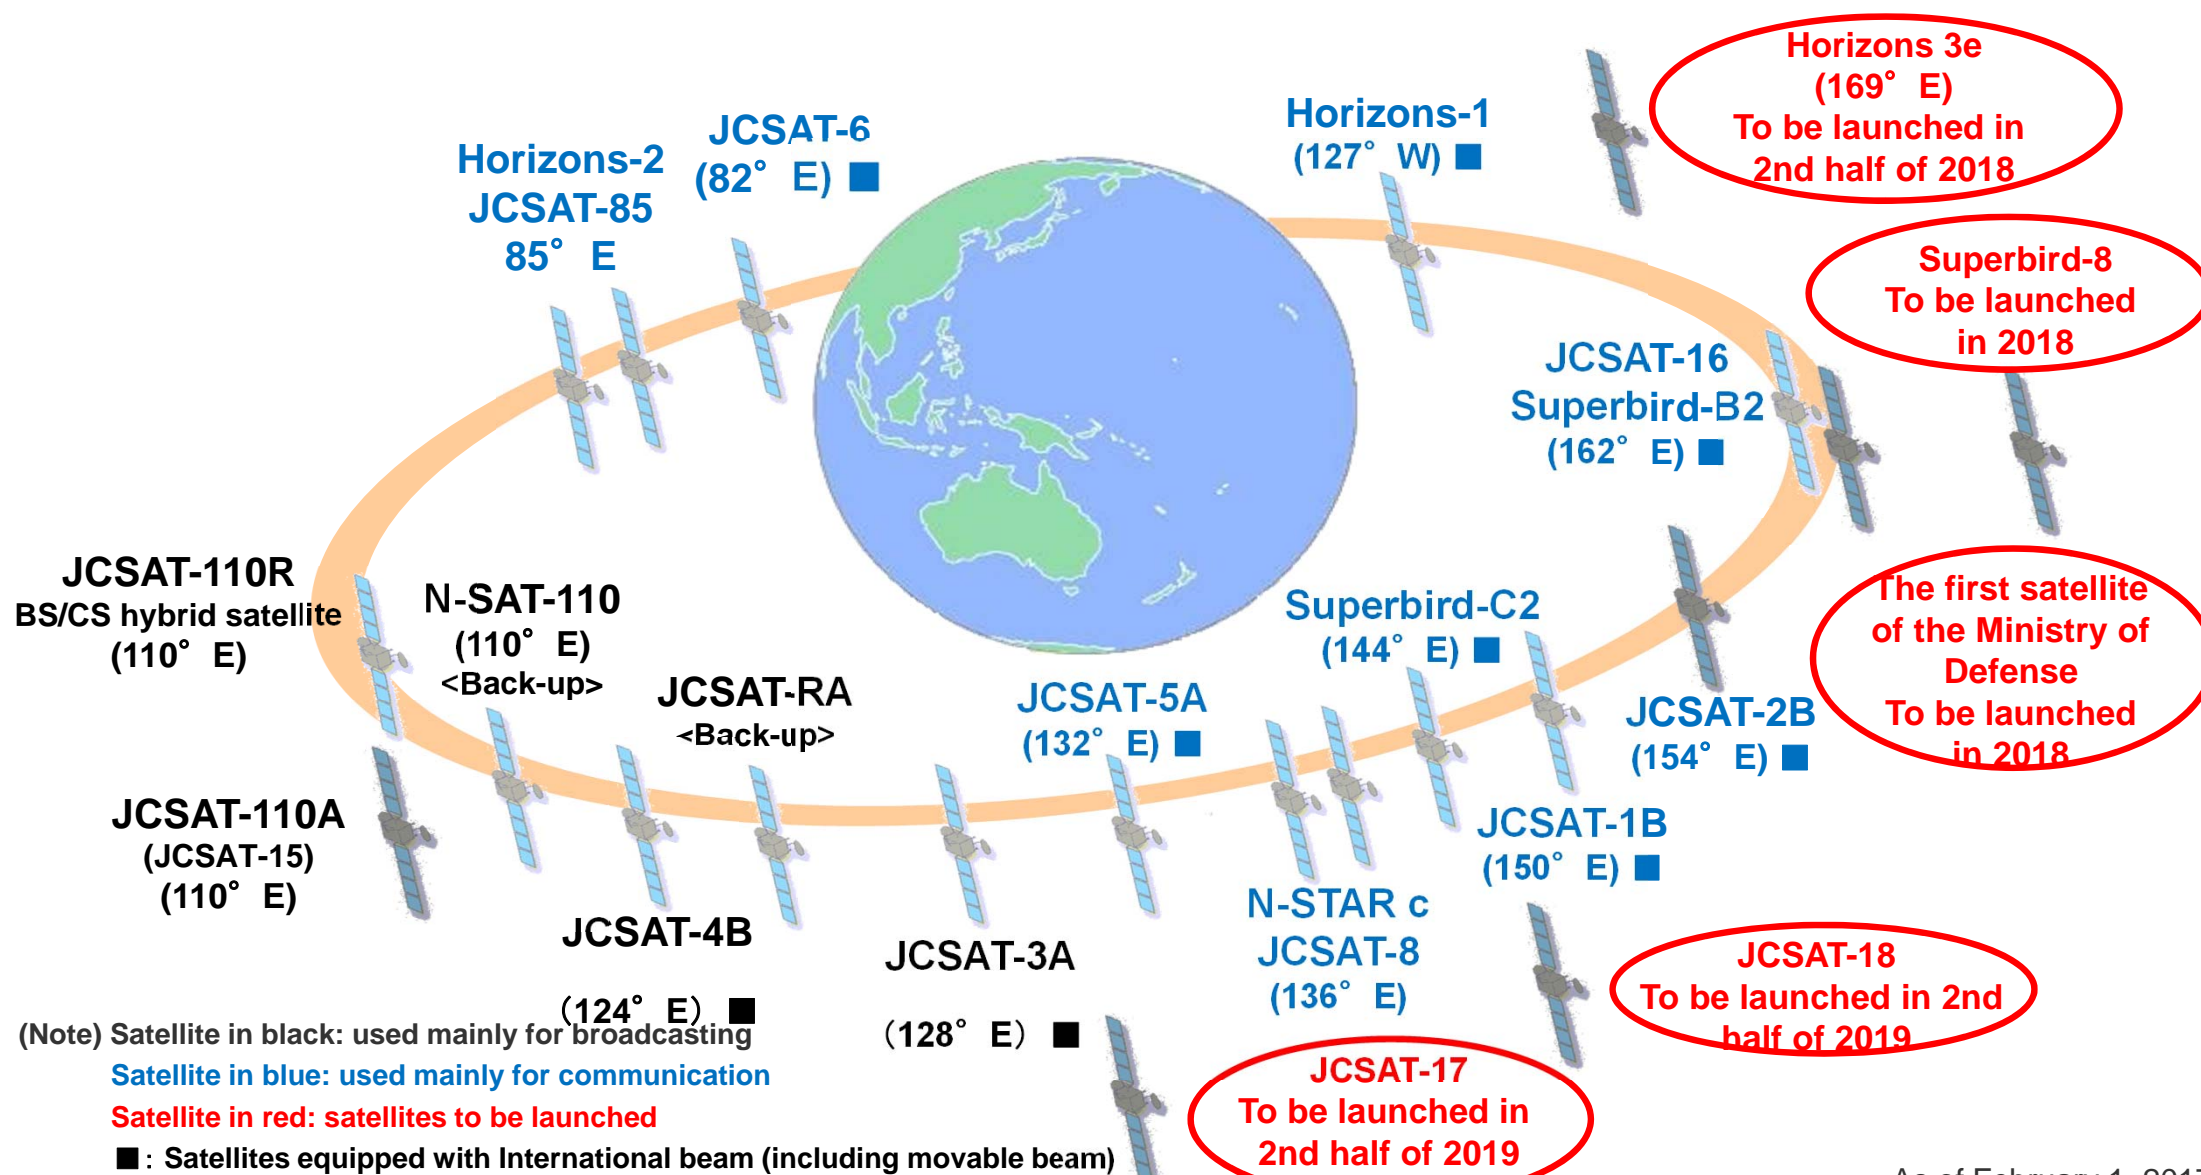 Horizons 3e
(169° E)
To be launched in
2nd half of 2018
Horizons-1
(127° W) ■
JCSAT-6
(82° E) ■
Horizons-2
JCSAT-85
85° E
Superbird-8
To be launched
in 2018
JCSAT-16
Superbird-B2
(162° E) ■
JCSAT-110R
BS/CS hybrid satellite
(110° E)
N-SAT-110
(110° E)
<Back-up>
JCSAT-RA
<Back-up>
JCSAT-5A
(132° E) ■
Superbird-C2
(144° E) ■
The first satellite
of the Ministry of
Defense
To be launched
in 2018
JCSAT-2B
(154° E) ■
JCSAT-110A
(JCSAT-15)
(110° E)
JCSAT-1B
(150° E) ■
JCSAT-4B
(124° E) ■
JCSAT-3A
(128° E) ■
N-STAR c
JCSAT-8
(136° E)
JCSAT-18
To be launched in 2nd
half of 2019
JCSAT-17
To be launched in
2nd half of 2019
(Note) Satellite in black: used mainly for broadcasting
Satellite in blue: used mainly for communication
Satellite in red: satellites to be launched
■: Satellites equipped with International beam (including movable beam)
As of February 1, 2017